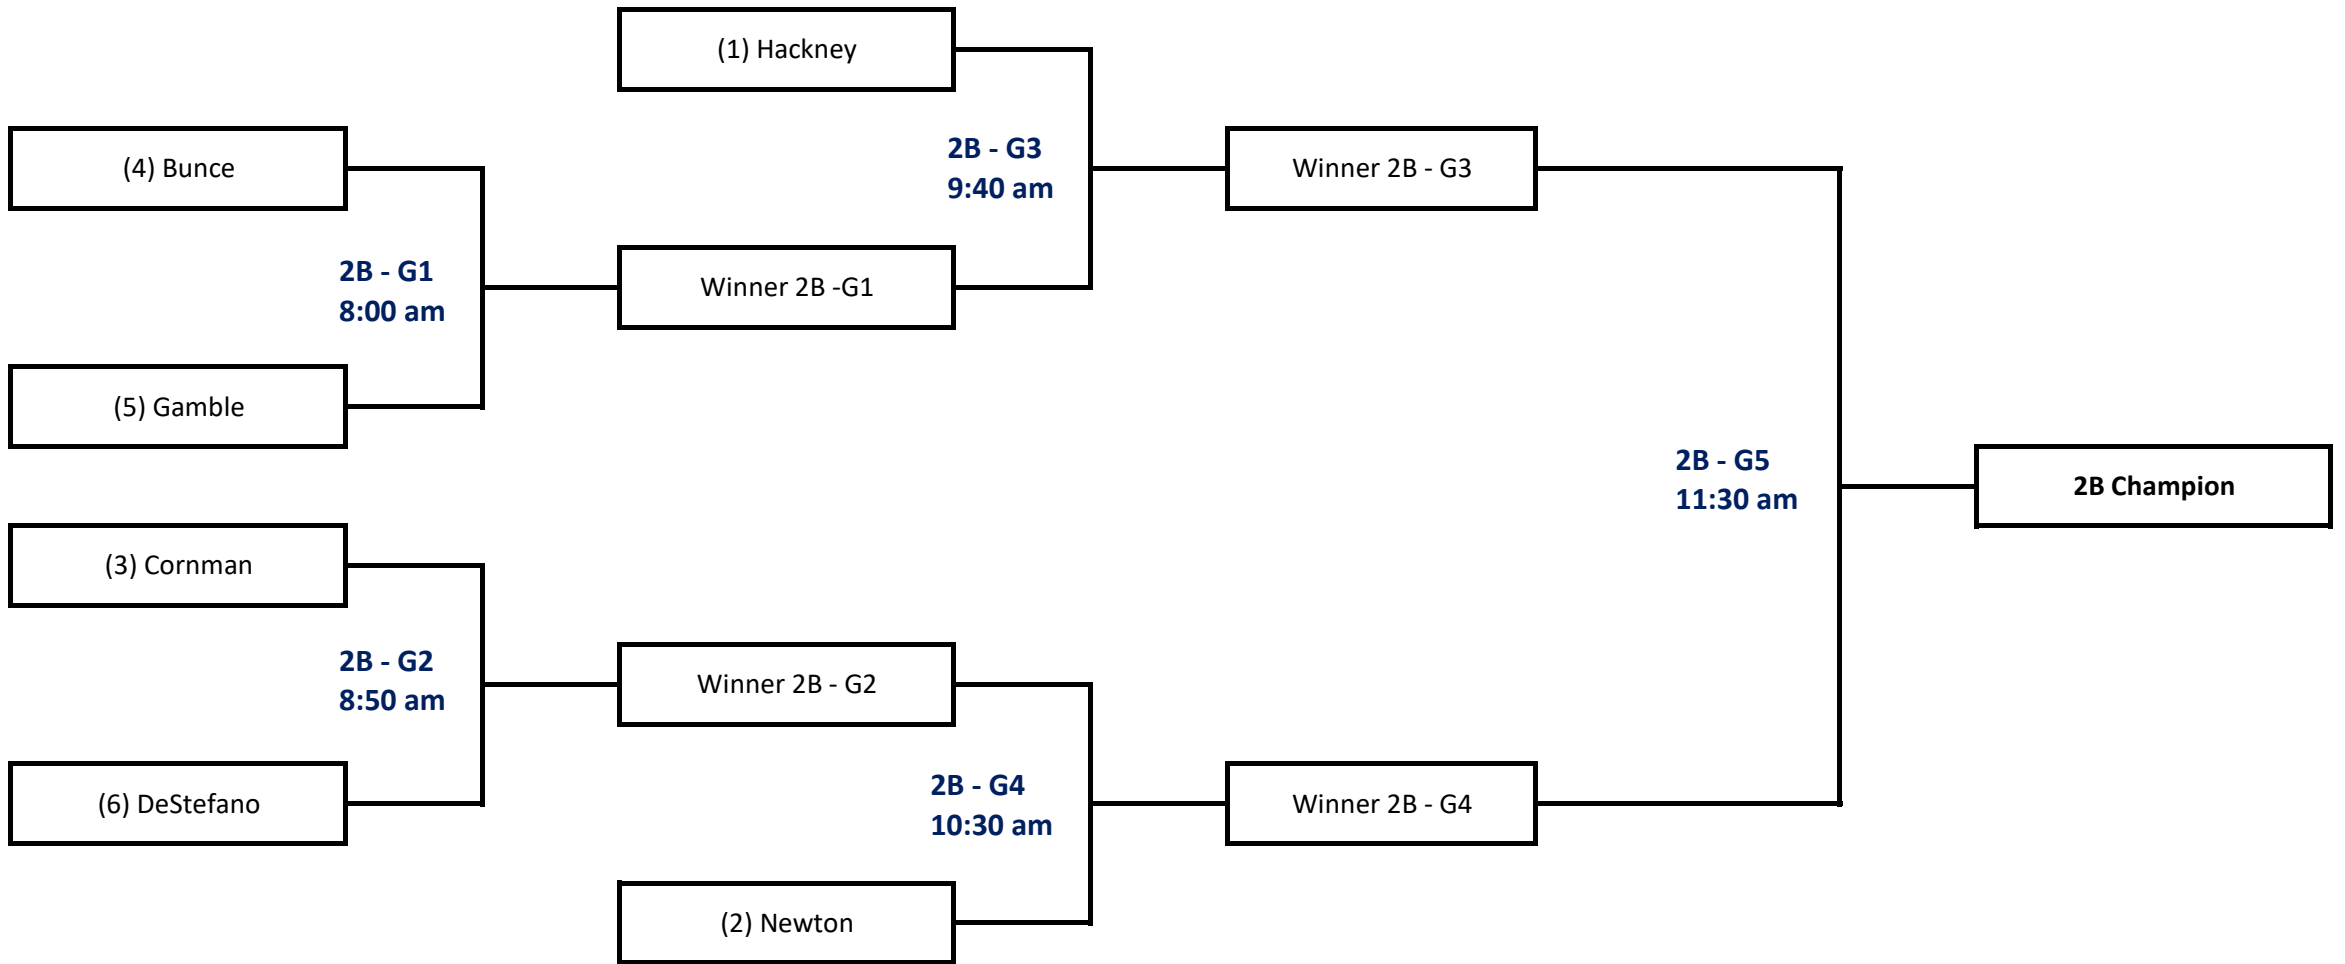 (1) Hackney
(4) Bunce
2B - G3
9:40 am
Winner 2B - G3
2B - G1
8:00 am
Winner 2B -G1
(5) Gamble
2B - G5
11:30 am
2B Champion
(3) Cornman
2B - G2
8:50 am
Winner 2B - G2
(6) DeStefano
2B - G4
10:30 am
Winner 2B - G4
(2) Newton